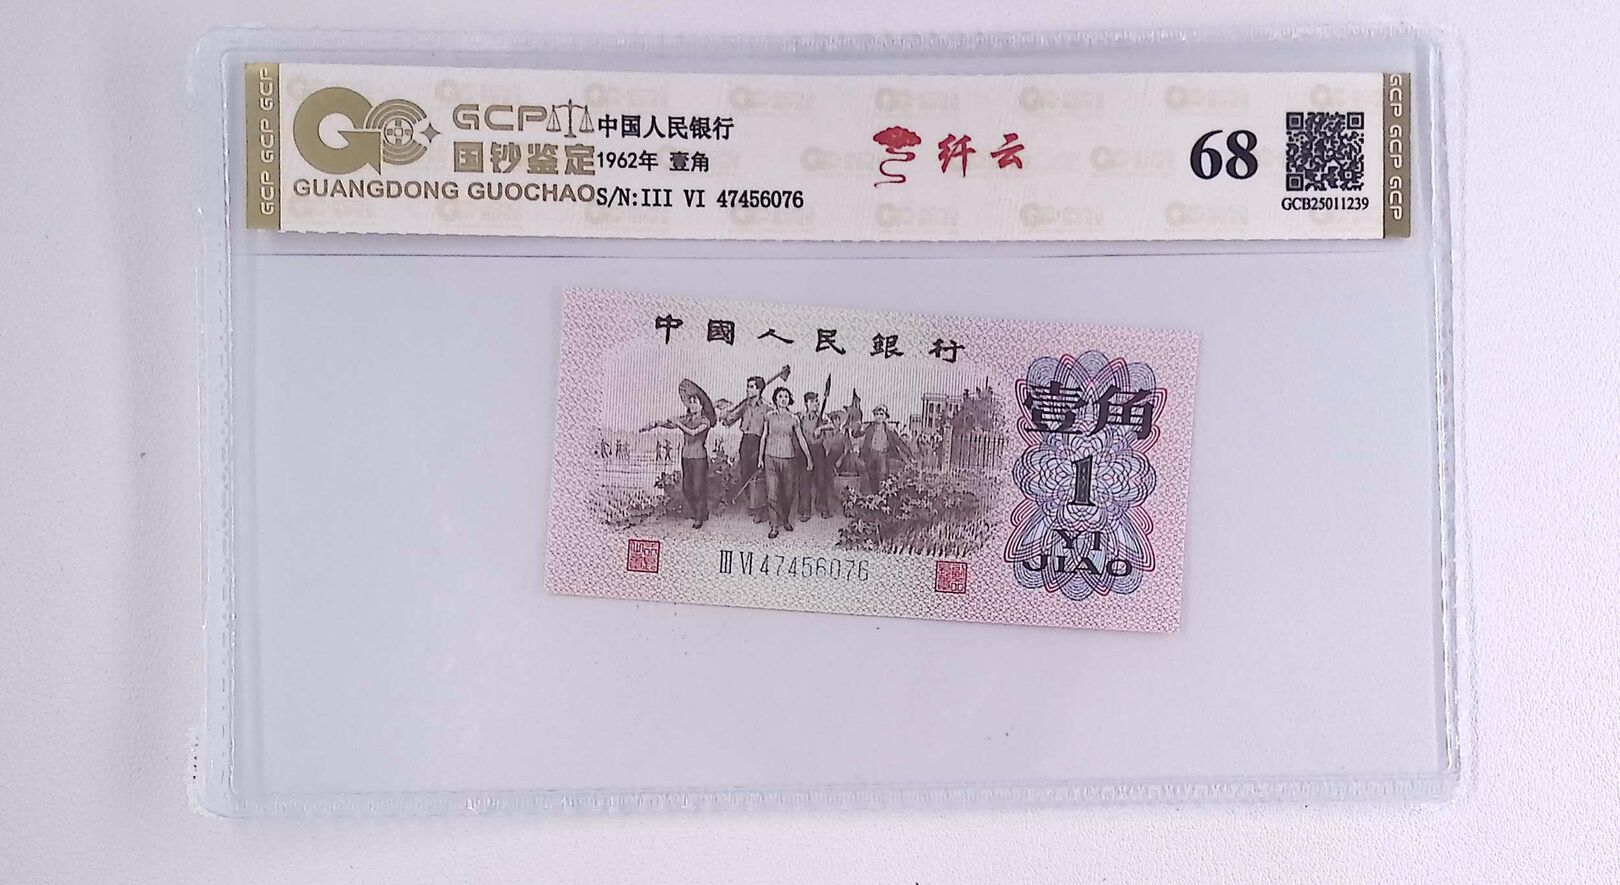 GCP GCP GCP
GCP
国钞鉴定
GUANGDONG GUOCHAO
中国人民银行
1962年 壹角
S/N:III VI 47456076
纤云
68
GCB25011239
GCP GCP GCP
中國人民銀行
壹角
1
YI
JIAO
III VI 47456076